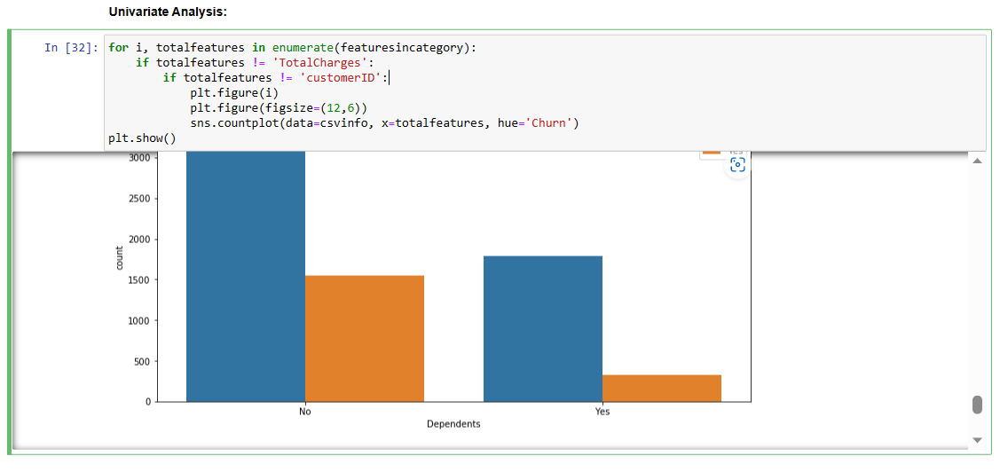 Univariate Analysis:
In [32]: for i, totalfeatures in enumerate(featuresincategory):
if totalfeatures != 'TotalCharges':
if totalfeatures != 'customerID':
plt.figure(i)
plt.figure(figsize=(12,6))
sns.countplot(data=csvinfo, x=totalfeatures, hue='Churn')
plt.show()
3000
2500
2000
1500
1000
500
0
count
No Yes
Dependents